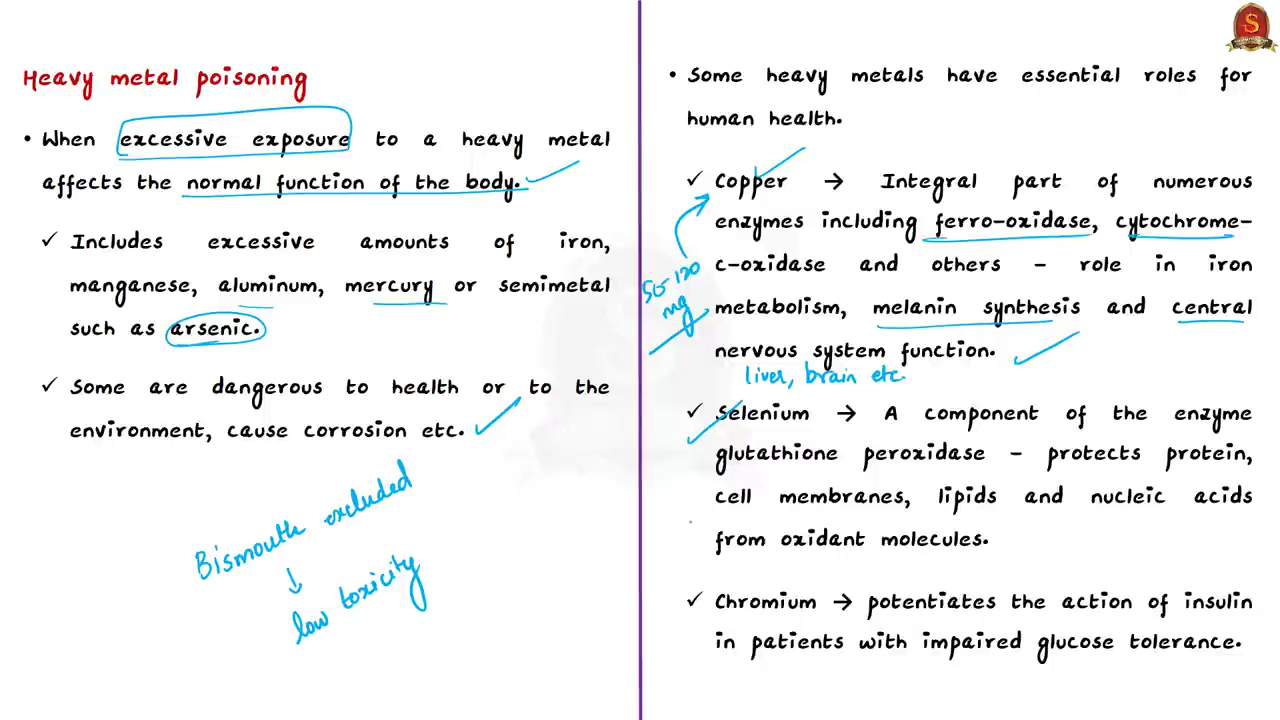 Heavy metal poisoning
• When excessive exposure to a heavy metal
affects the normal function of the body.
✓ Includes excessive amounts of iron,
manganese, aluminum, mercury or semimetal
such as arsenic.
✓ Some are dangerous to health or to the
environment, cause corrosion etc.
Bismouth excluded
↓
low toxicity
• Some heavy metals have essential roles for
human health.
✓ Copper → Integral part of numerous
enzymes including ferro-oxidase, cytochrome-
c-oxidase and others – role in iron
metabolism, melanin synthesis and central
nervous system function.
50-120
mg
liver, brain etc
✓ Selenium → A component of the enzyme
glutathione peroxidase – protects protein,
cell membranes, lipids and nucleic acids
from oxidant molecules.
✓ Chromium → potentiates the action of insulin
in patients with impaired glucose tolerance.
S